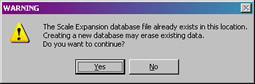 WARNING
The Scale Expansion database file already exists in this location.
Creating a new database may erase existing data.
Do you want to continue?
Yes No